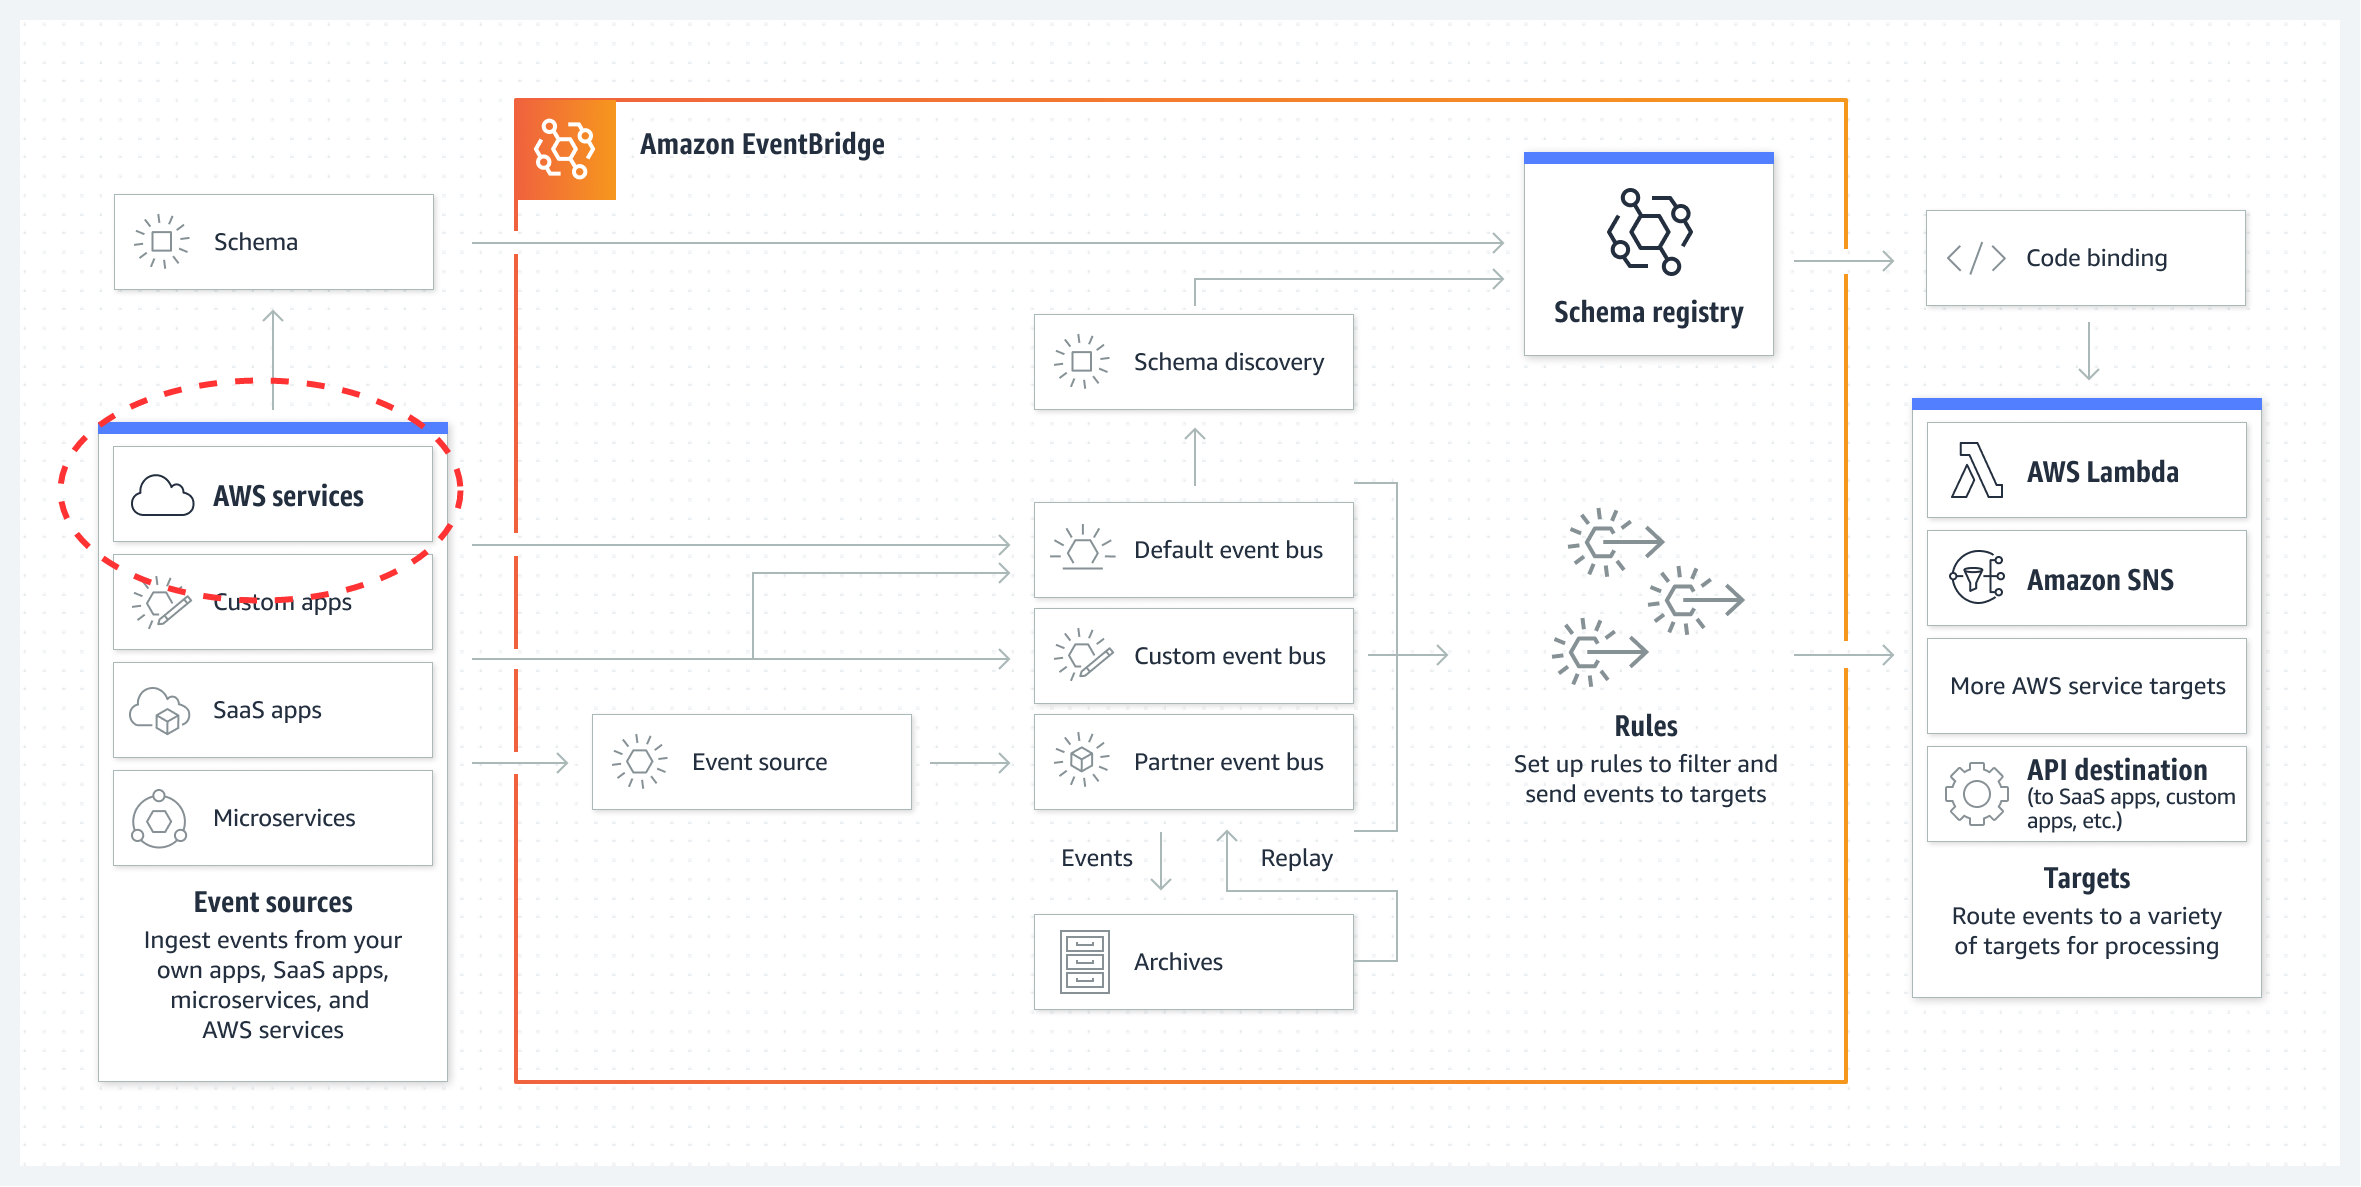 Amazon EventBridge
Schema
Schema registry
Code binding
Schema discovery
AWS services
Custom apps
SaaS apps
Microservices
Event sources
Ingest events from your
own apps, SaaS apps,
microservices, and
AWS services
Default event bus
Custom event bus
Event source
Partner event bus
Events
Replay
Archives
Rules
Set up rules to filter and
send events to targets
AWS Lambda
Amazon SNS
More AWS service targets
API destination
(to SaaS apps, custom
apps, etc.)
Targets
Route events to a variety
of targets for processing